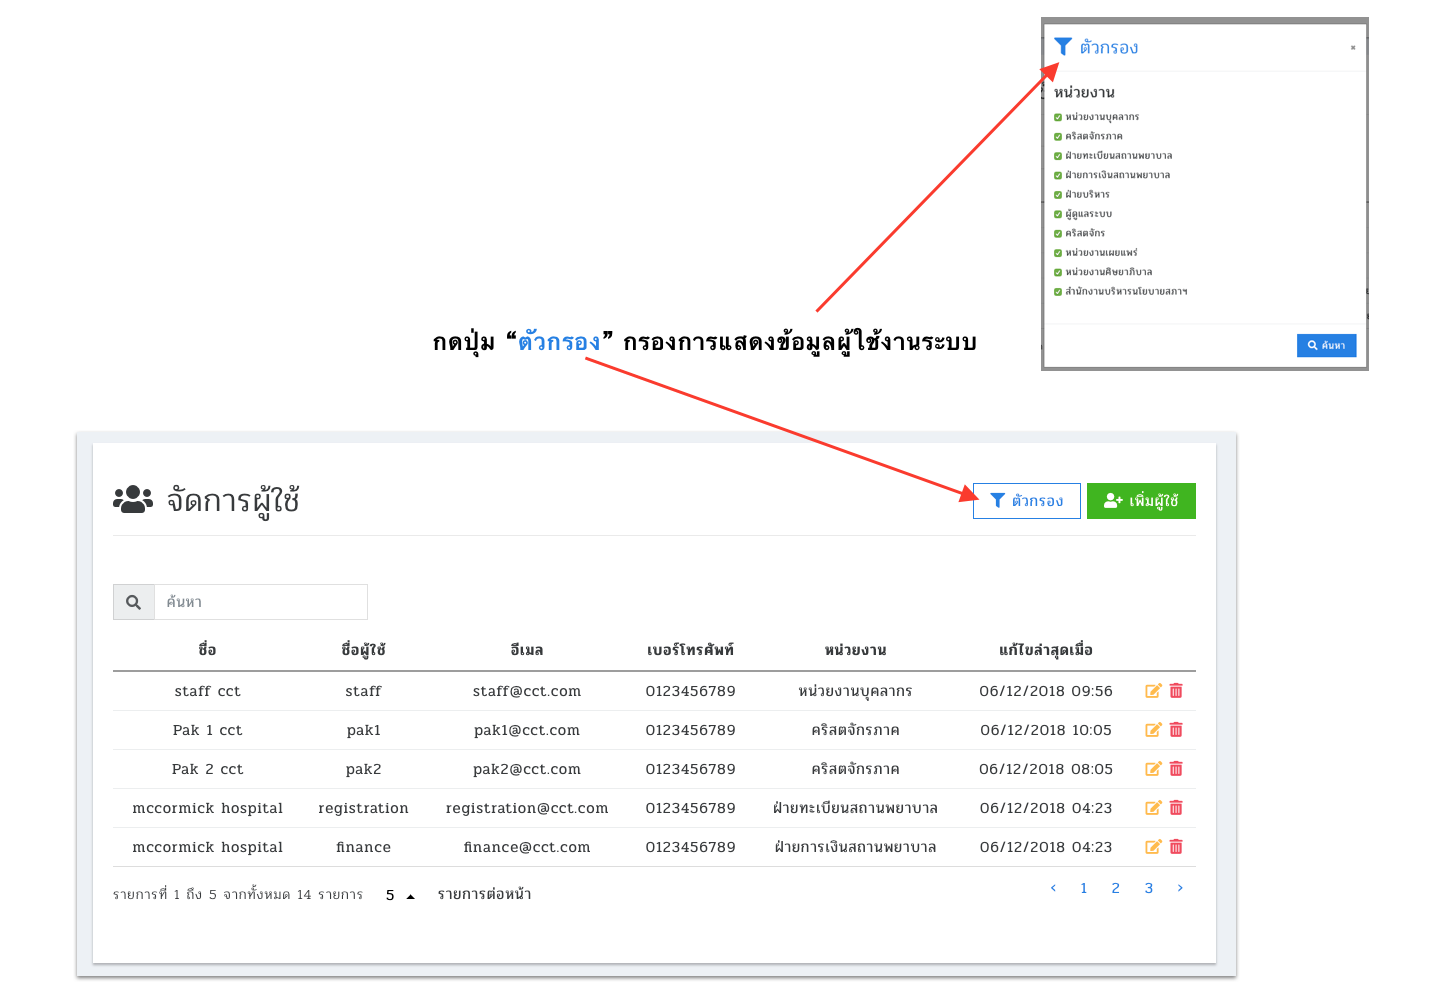 ตัวกรอง ×
หน่วยงาน
หน่วยงานบุคลากร
คริสตจักรภาค
ฝ่ายทะเบียนสถานพยาบาล
ฝ่ายการเงินสถานพยาบาล
ฝ่ายบริหาร
ผู้ดูแลระบบ
คริสตจักร
หน่วยงานเผยแพร่
หน่วยงานศิษยาภิบาล
สำนักงานบริหารนโยบายสภาฯ
ค้นหา
กดปุ่ม “ตัวกรอง” กรองการแสดงข้อมูลผู้ใช้งานระบบ
จัดการผู้ใช้ ตัวกรอง เพิ่มผู้ใช้
ค้นหา
ชื่อ ชื่อผู้ใช้ อีเมล เบอร์โทรศัพท์ หน่วยงาน แก้ไขล่าสุดเมื่อ
staff cct staff staff@cct.com 0123456789 หน่วยงานบุคลากร 06/12/2018 09:56
Pak 1 cct pak1 pak1@cct.com 0123456789 คริสตจักรภาค 06/12/2018 10:05
Pak 2 cct pak2 pak2@cct.com 0123456789 คริสตจักรภาค 06/12/2018 08:05
mccormick hospital registration registration@cct.com 0123456789 ฝ่ายทะเบียนสถานพยาบาล 06/12/2018 04:23
mccormick hospital finance finance@cct.com 0123456789 ฝ่ายการเงินสถานพยาบาล 06/12/2018 04:23
รายการที่ 1 ถึง 5 จากทั้งหมด 14 รายการ 5 รายการต่อหน้า ‹ 1 2 3 ›